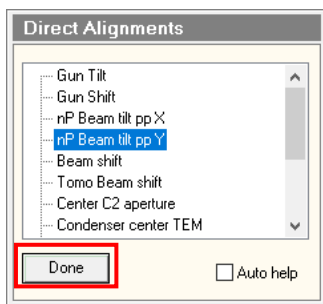 Direct Alignments
Gun Tilt
Gun Shift
nP Beam tilt pp X
nP Beam tilt pp Y
Beam shift
Tomo Beam shift
Center C2 aperture
Condenser center TEM
Done
Auto help